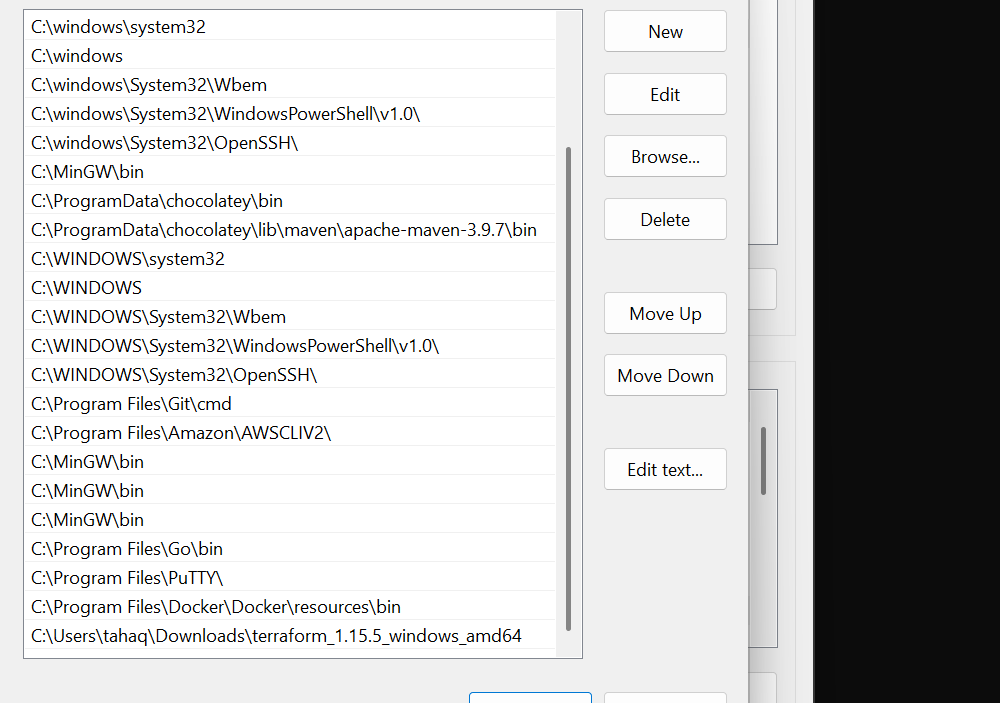 C:\windows\system32
C:\windows
C:\windows\System32\Wbem
C:\windows\System32\WindowsPowerShell\v1.0\
C:\windows\System32\OpenSSH\
C:\MinGW\bin
C:\ProgramData\chocolatey\bin
C:\ProgramData\chocolatey\lib\maven\apache-maven-3.9.7\bin
C:\WINDOWS\system32
C:\WINDOWS
C:\WINDOWS\System32\Wbem
C:\WINDOWS\System32\WindowsPowerShell\v1.0\
C:\WINDOWS\System32\OpenSSH\
C:\Program Files\Git\cmd
C:\Program Files\Amazon\AWSCLIV2\
C:\MinGW\bin
C:\MinGW\bin
C:\MinGW\bin
C:\Program Files\Go\bin
C:\Program Files\PuTTY\
C:\Program Files\Docker\Docker\resources\bin
C:\Users\tahaq\Downloads\terraform_1.15.5_windows_amd64
New
Edit
Browse...
Delete
Move Up
Move Down
Edit text...